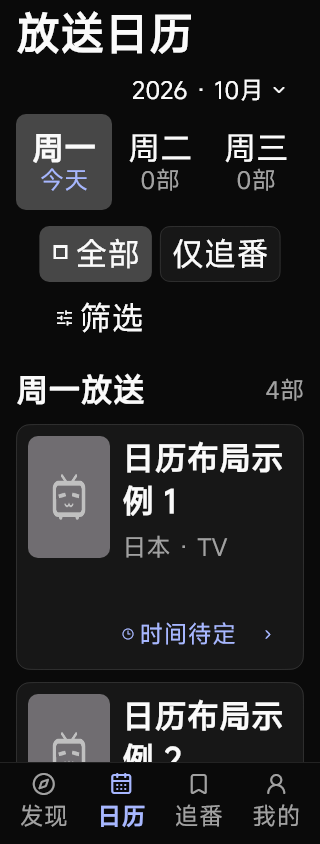 放送日历
2026 · 10月
周一 周二 周三
今天 0部 0部
全部 仅追番
筛选
周一放送 4部
日历布局示
例 1
日本 · TV
时间待定
日历布局示
例 2
发现 日历 追番 我的